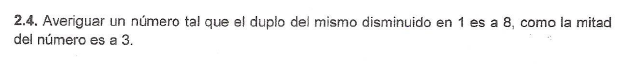 2.4. Averiguar un número tal que el duplo del mismo disminuido en 1 es a 8, como la mitad
del número es a 3.